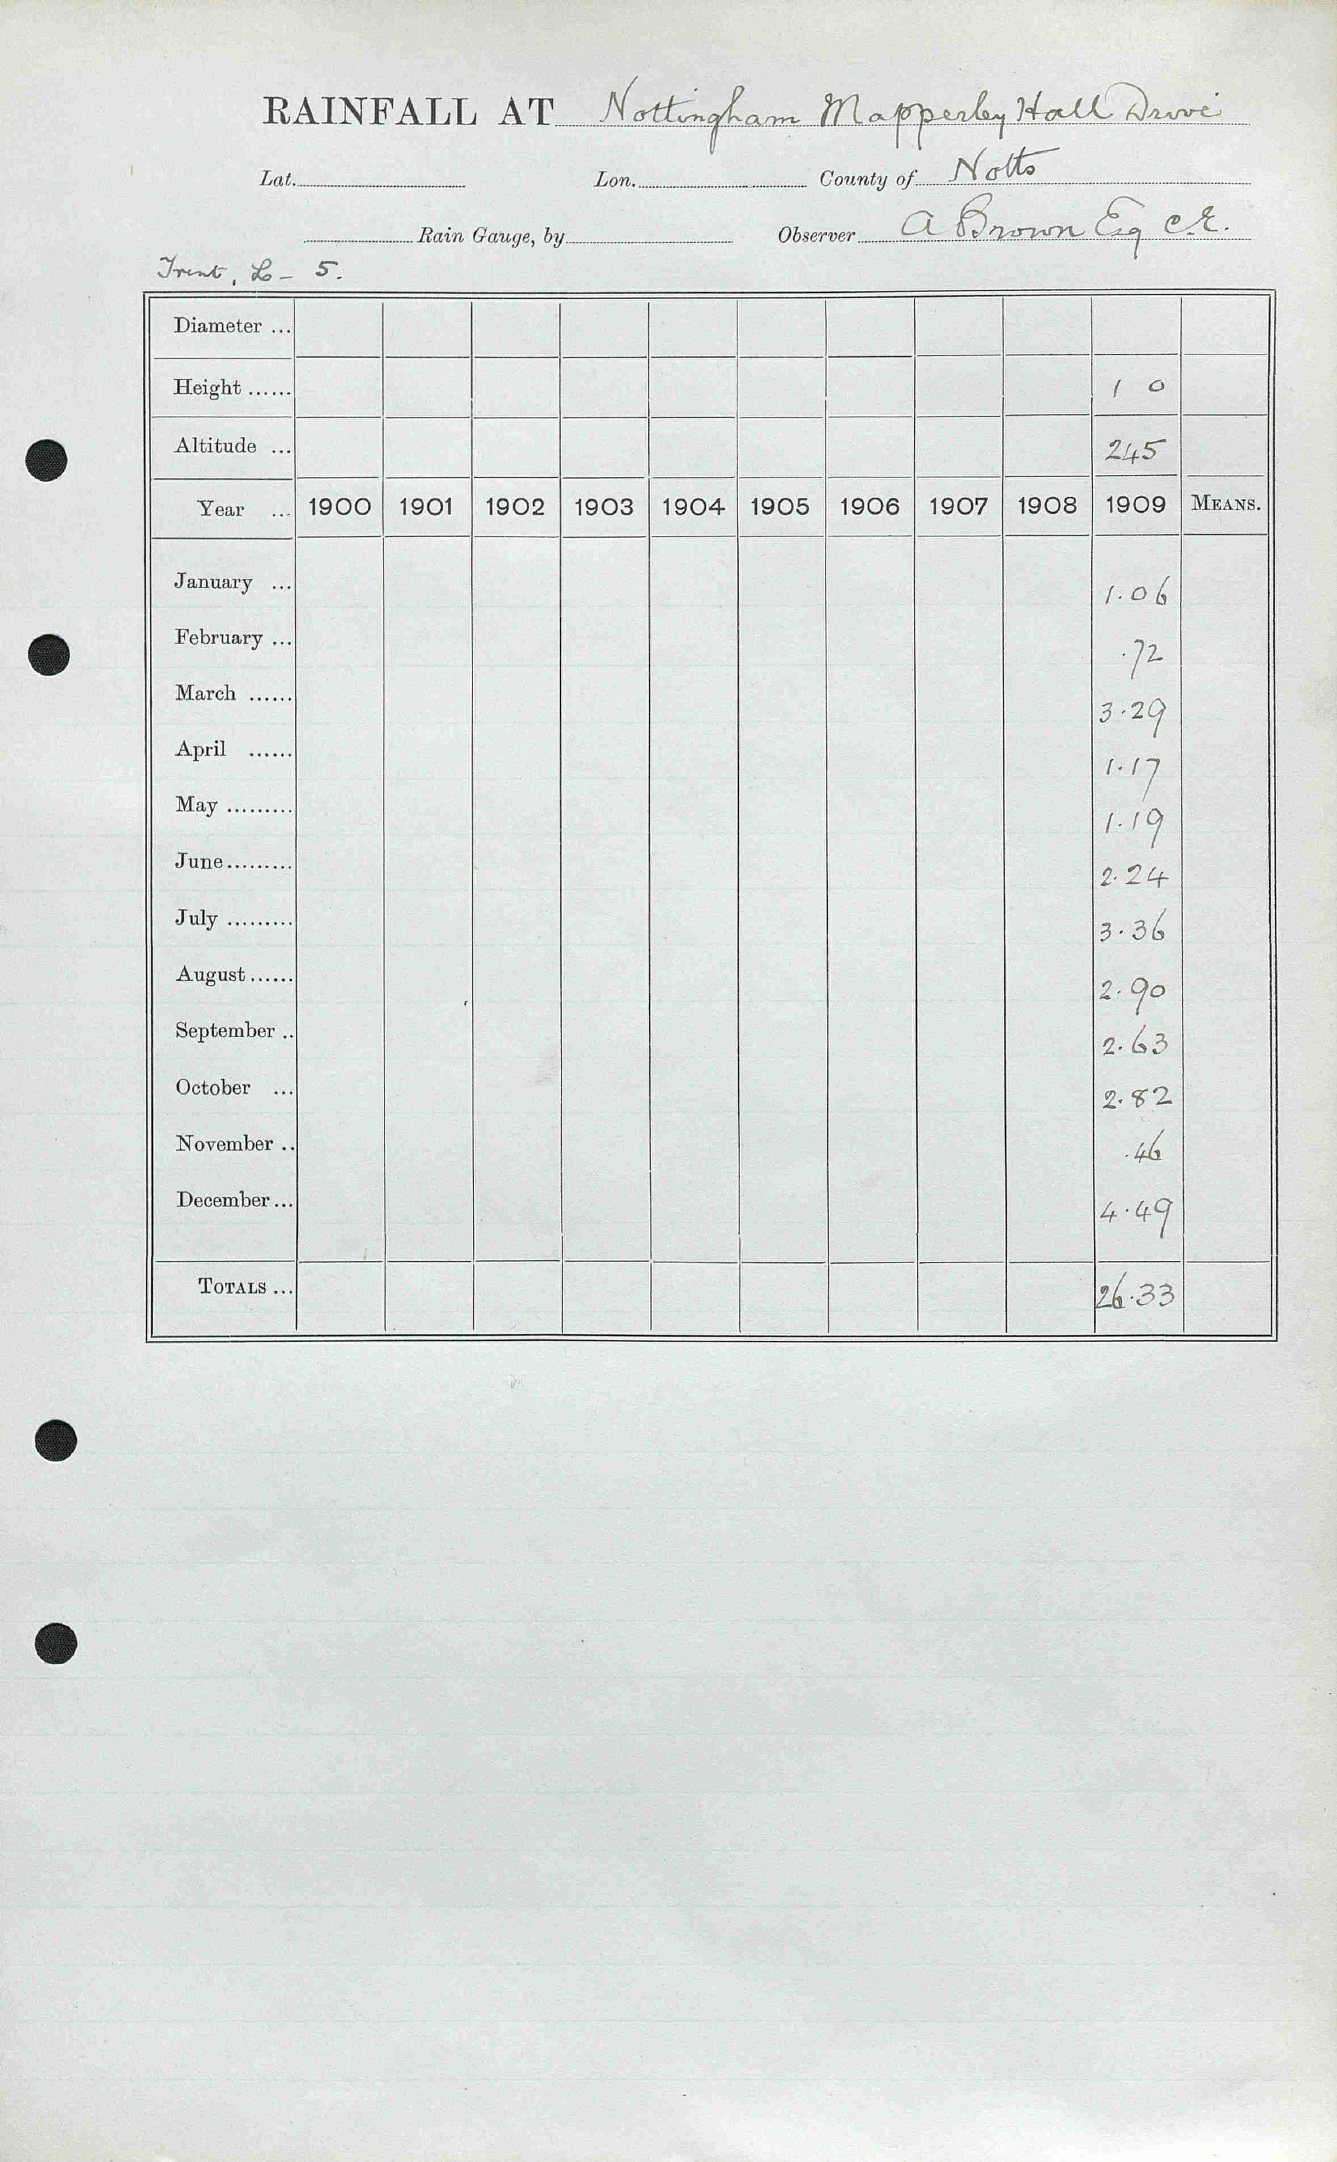 RAINFALL AT Nottingham Mapperley Hall Drive
Lat. Lon. County of Notts
Rain Gauge, by Observer A Brown Esq C.E.
Trent, L - 5.
Diameter ...
Height ...... 1 0
Altitude ... 245
Year ... 1900 1901 1902 1903 1904 1905 1906 1907 1908 1909 MEANS.
January ... 1.06
February ... .72
March ...... 3.29
April ...... 1.17
May ......... 1.19
June ......... 2.24
July ......... 3.36
August ...... 2.90
September .. 2.63
October ... 2.82
November .. .46
December ... 4.49
TOTALS ... 26.33